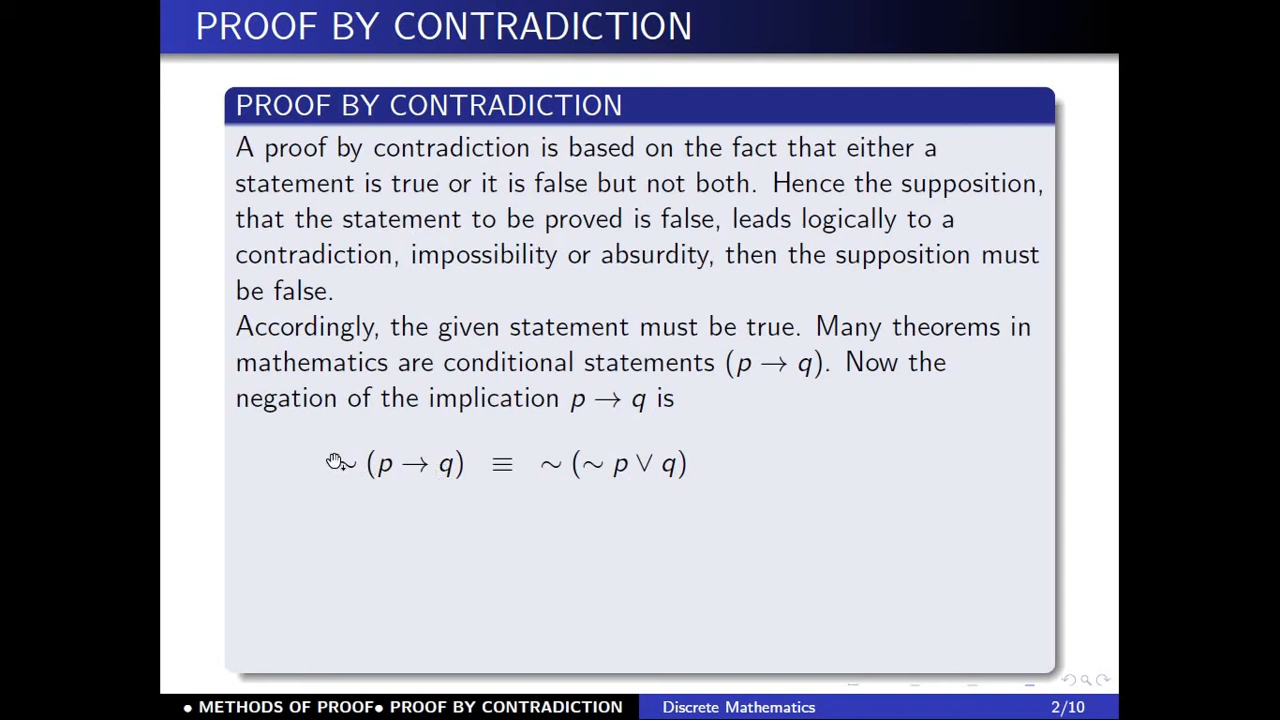 PROOF BY CONTRADICTION
PROOF BY CONTRADICTION
A proof by contradiction is based on the fact that either a
statement is true or it is false but not both. Hence the supposition,
that the statement to be proved is false, leads logically to a
contradiction, impossibility or absurdity, then the supposition must
be false.
Accordingly, the given statement must be true. Many theorems in
mathematics are conditional statements (p → q). Now the
negation of the implication p → q is
∼ (p → q) ≡ ∼ (∼ p ∨ q)
● METHODS OF PROOF● PROOF BY CONTRADICTION Discrete Mathematics 2/10